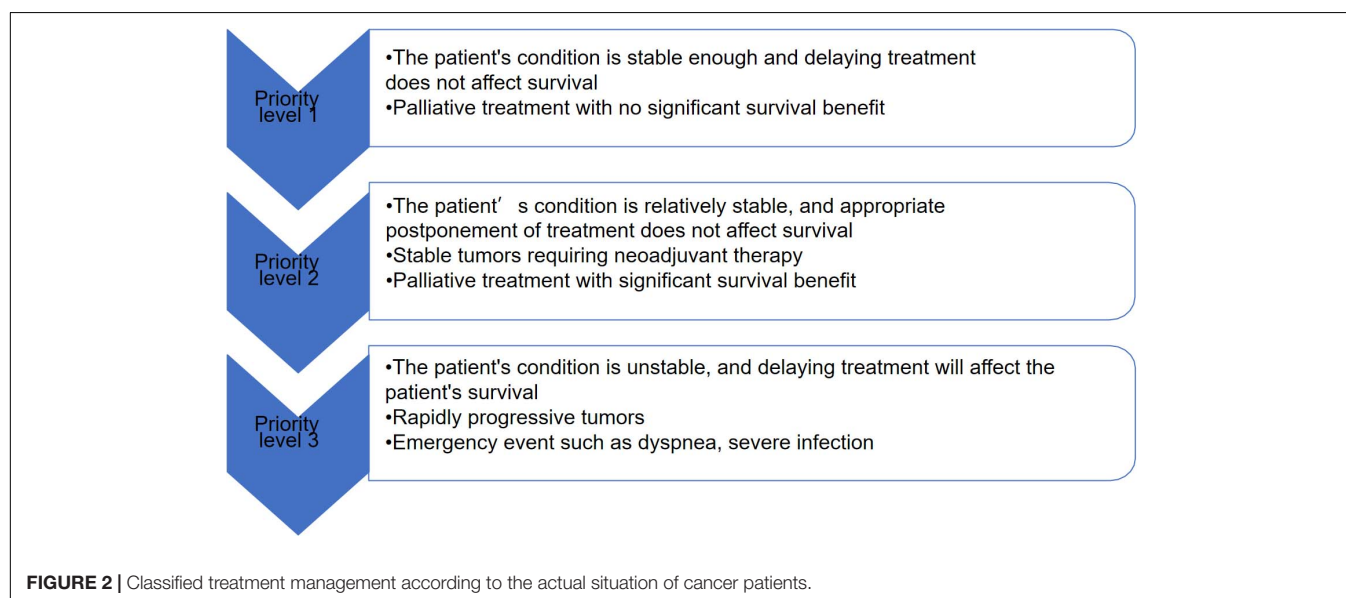 Priority
level 1
•The patient's condition is stable enough and delaying treatment
does not affect survival
•Palliative treatment with no significant survival benefit
Priority
level 2
•The patient′ s condition is relatively stable, and appropriate
postponement of treatment does not affect survival
•Stable tumors requiring neoadjuvant therapy
•Palliative treatment with significant survival benefit
Priority
level 3
•The patient's condition is unstable, and delaying treatment will affect the
patient's survival
•Rapidly progressive tumors
•Emergency event such as dyspnea, severe infection
FIGURE 2 | Classified treatment management according to the actual situation of cancer patients.